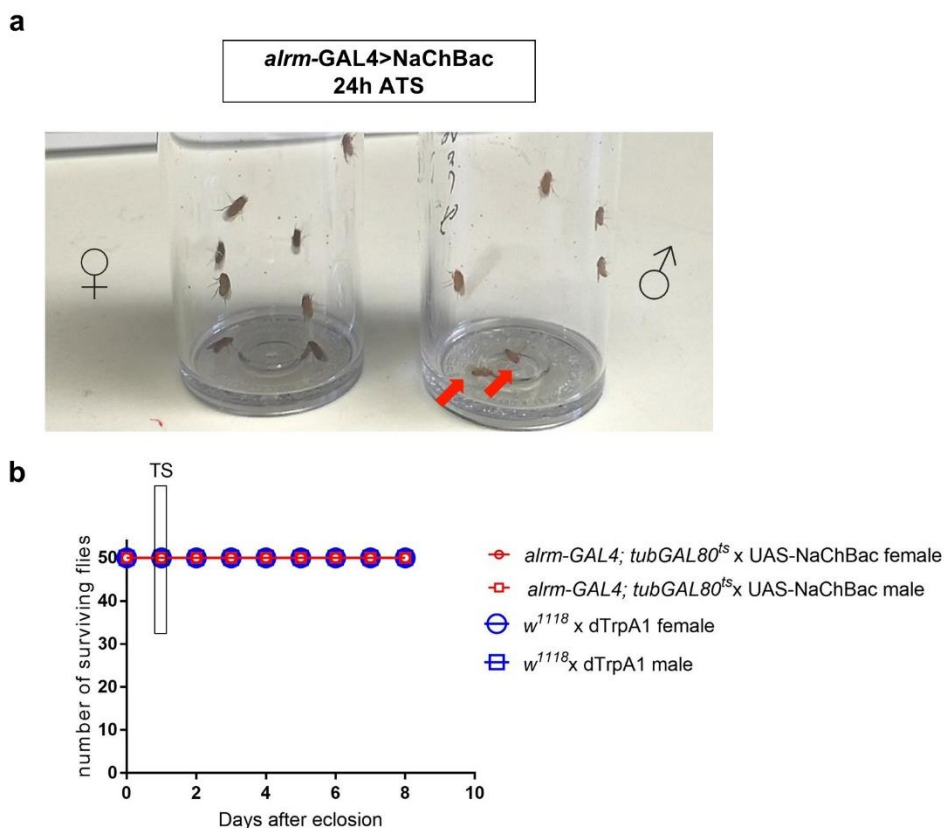 a
alrm-GAL4>NaChBac
24h ATS
♀
♂
b
TS
number of surviving flies
50
40
30
20
10
0
0 2 4 6 8 10
Days after eclosion
alrm-GAL4; tubGAL80ts x UAS-NaChBac female
alrm-GAL4; tubGAL80ts x UAS-NaChBac male
w1118 x dTrpA1 female
w1118 x dTrpA1 male